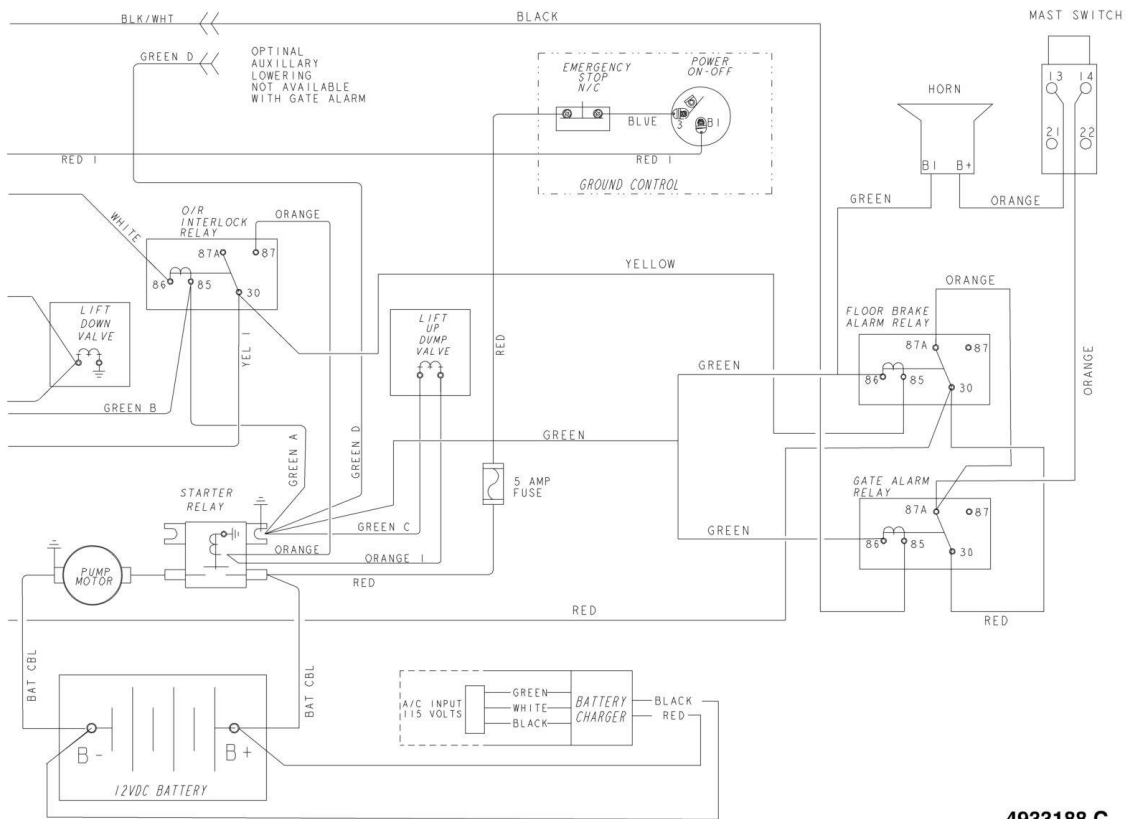 BLK/WHT
BLACK
MAST SWITCH
GREEN D
OPTINAL
AUXILLARY
LOWERING
NOT AVAILABLE
WITH GATE ALARM
EMERGENCY
STOP
N/C
POWER
ON-OFF
3
B1
BLUE
HORN
B1 B+
13 14
21 22
RED 1
RED 1
GROUND CONTROL
GREEN
ORANGE
WHITE
O/R
INTERLOCK
RELAY
ORANGE
87A 87
86 85
30
YELLOW
ORANGE
LIFT
DOWN
VALVE
YEL 1
LIFT
UP
DUMP
VALVE
RED
FLOOR BRAKE
ALARM RELAY
87A 87
86 85
30
GREEN
ORANGE
GREEN B
GREEN A
GREEN D
GREEN
5 AMP
FUSE
STARTER
RELAY
GREEN C
ORANGE
ORANGE 1
RED
GATE ALARM
RELAY
87A 87
86 85
30
GREEN
PUMP
MOTOR
RED
RED
BAT CBL
BAT CBL
B -
B+
12VDC BATTERY
A/C INPUT
115 VOLTS
GREEN
WHITE
BLACK
BATTERY
CHARGER
BLACK
RED
4933188 C